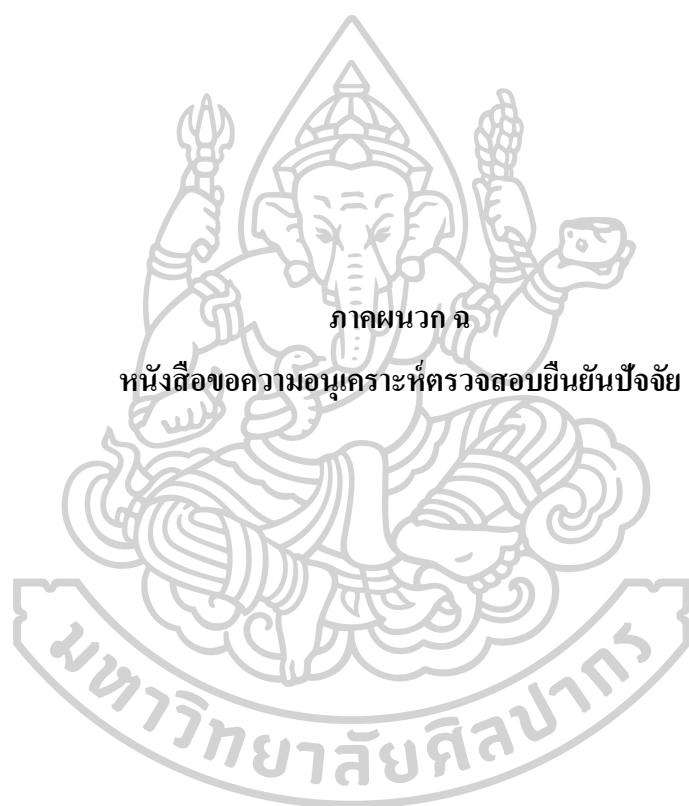 ภาคผนวก ฉ
หนังสือขอความอนุเคราะห์ตรวจสอบยืนยันปัจจัย
มหาวิทยาลัยศิลปากร